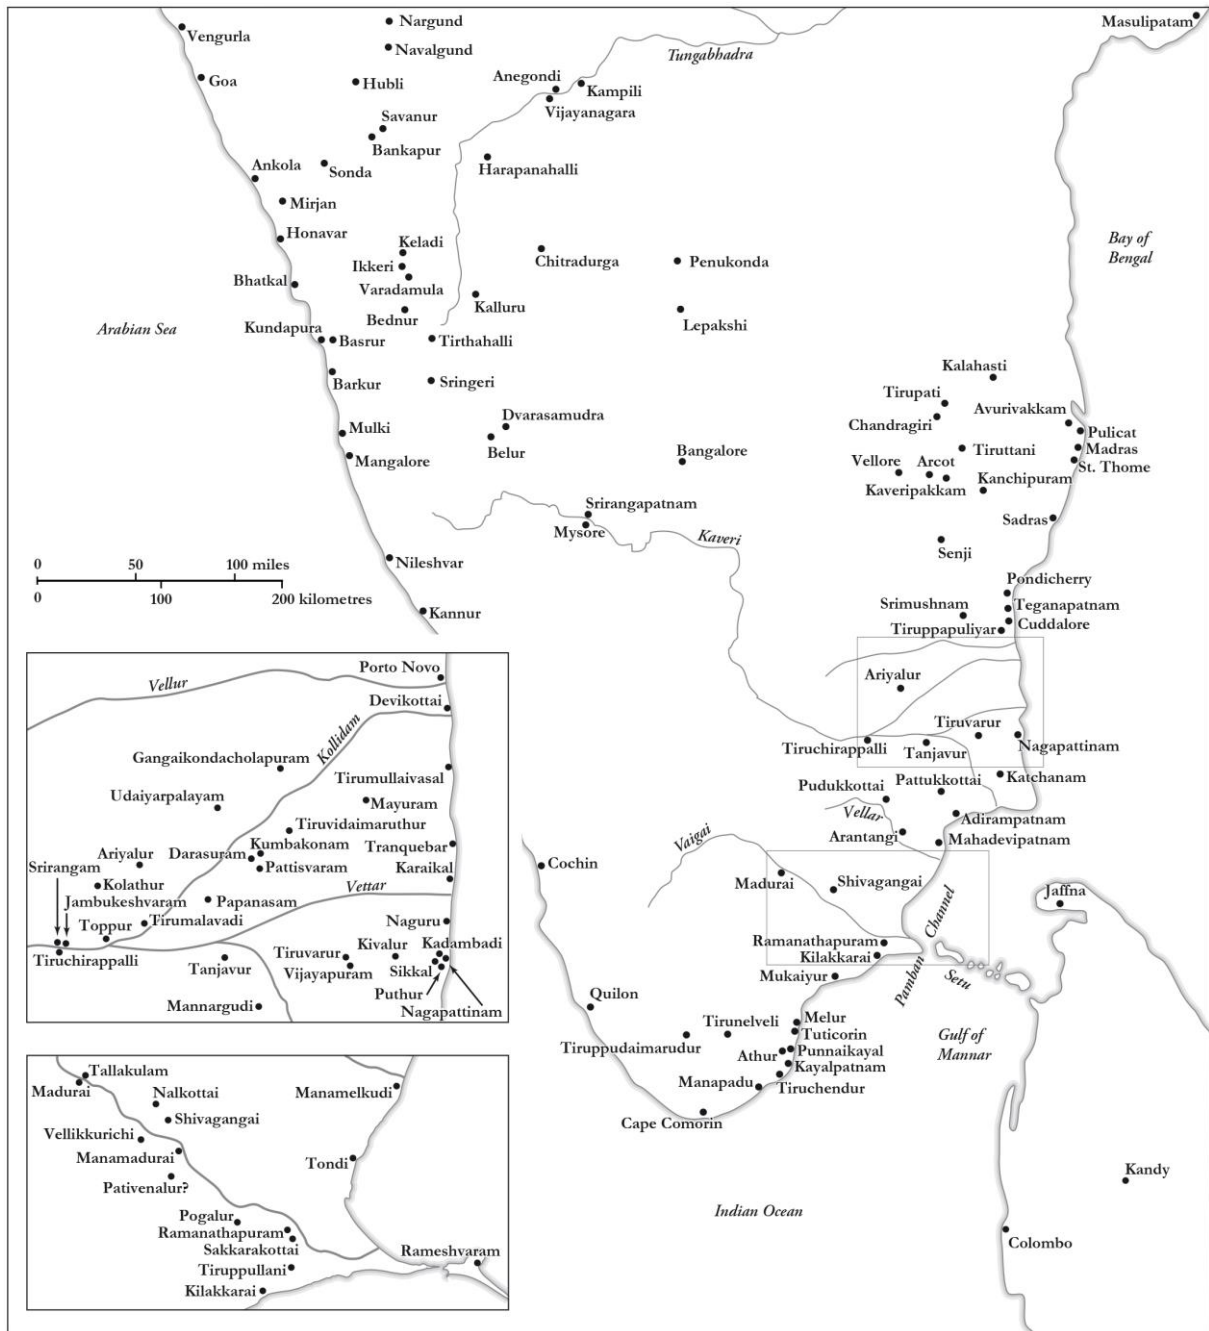 Nargund
Masulipatam
Vengurla
Navalgund
Tungabhadra
Goa
Hubli
Anegondi
Kampili
Vijayanagara
Savanur
Bankapur
Ankola
Sonda
Harapanahalli
Mirjan
Honavar
Keladi
Chitradurga
Penukonda
Bay of
Bengal
Ikkeri
Bhatkal
Varadamula
Kalluru
Bednur
Lepakshi
Arabian Sea
Kundapura
Basrur
Tirthahalli
Barkur
Sringeri
Kalahasti
Tirupati
Avurivakkam
Dvarasamudra
Chandragiri
Pulicat
Mulki
Belur
Tiruttani
Madras
Mangalore
Bangalore
Vellore
Arcot
St. Thome
Kanchipuram
Kaveripakkam
Srirangapatnam
Mysore
Sadras
Kaveri
Senji
0 50 100 miles
0 100 200 kilometres
Nileshvar
Pondicherry
Kannur
Srimushnam
Teganapatnam
Tiruppapuliyar
Cuddalore
Ariyalur
Tiruvarur
Tiruchirappalli
Tanjavur
Nagapattinam
Pudukkottai
Pattukkottai
Katchanam
Vellar
Adirampatnam
Arantangi
Mahadevipatnam
Vaigai
Cochin
Madurai
Shivagangai
Jaffna
Ramanathapuram
Kilakkarai
Pamban Channel
Mukaiyur
Setu
Quilon
Melur
Tirunelveli
Tuticorin
Gulf of
Mannar
Tiruppudaimarudur
Athur
Punnaikayal
Kayalpatnam
Manapadu
Tiruchendur
Cape Comorin
Kandy
Indian Ocean
Colombo
Porto Novo
Vellur
Devikottai
Kollidam
Gangaikondacholapuram
Tirumullaivasal
Udaiyarpalayam
Mayuram
Tiruvidaimaruthur
Kumbakonam
Tranquebar
Ariyalur
Darasuram
Srirangam
Pattisvaram
Karaikal
Kolathur
Vettar
Jambukeshvaram
Papanasam
Toppur
Tirumalavadi
Naguru
Kivalur
Kadambadi
Tiruvarur
Tiruchirappalli
Tanjavur
Vijayapuram
Sikkal
Puthur
Mannargudi
Nagapattinam
Tallakulam
Madurai
Nalkottai
Manamelkudi
Shivagangai
Vellikkurichi
Manamadurai
Tondi
Pativenalur?
Pogalur
Ramanathapuram
Sakkarakottai
Rameshvaram
Tiruppullani
Kilakkarai